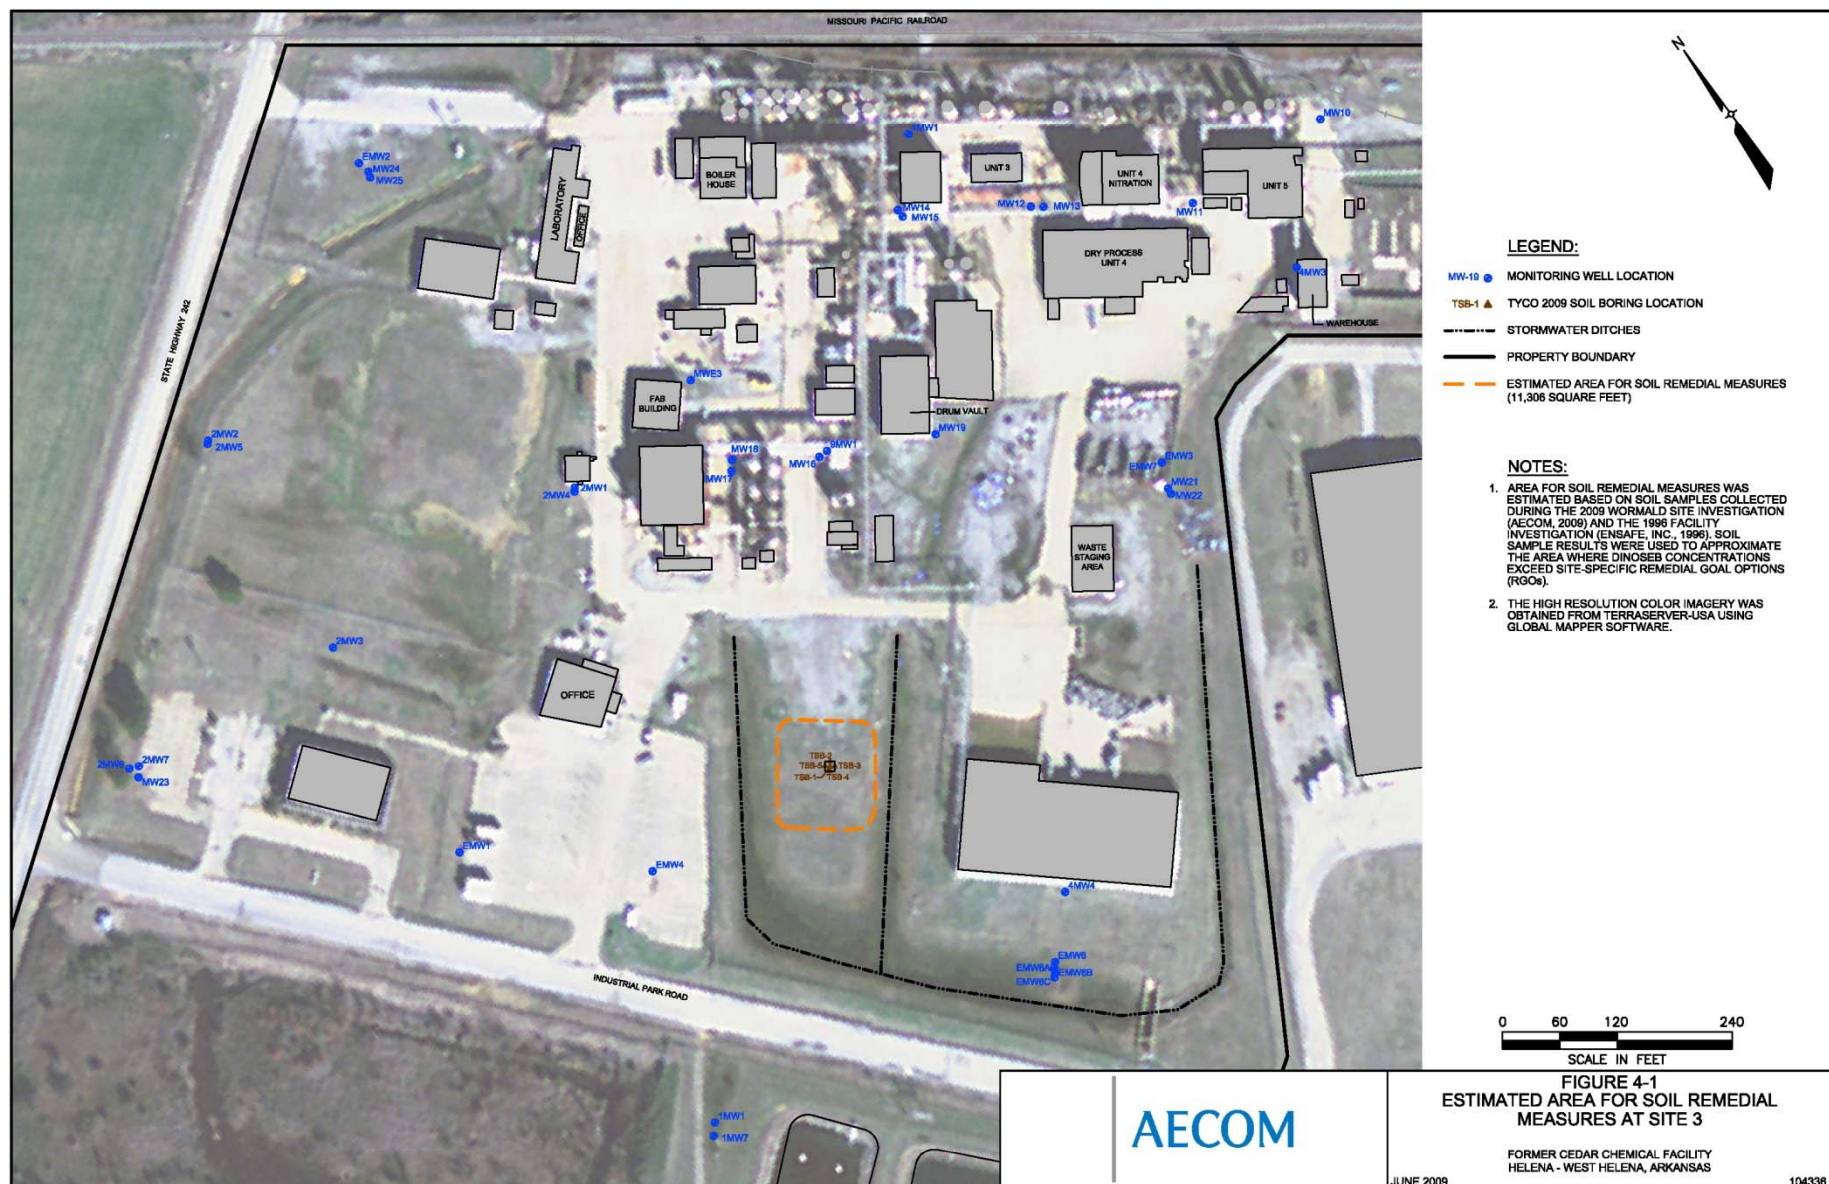 MISSOURI PACIFIC RAILROAD
N
MW10
4MW1
EMW2
MW24
MW25
LABORATORY
OFFICE
BOILER
HOUSE
UNIT 3
UNIT 4
NITRATION
UNIT 5
MW14
MW15
MW12
MW13
MW11
DRY PROCESS
UNIT 4
4MW3
WAREHOUSE
STATE HIGHWAY 242
MWE3
FAB
BUILDING
DRUM VAULT
MW19
2MW2
2MW5
MW18
MW17
9MW1
MW16
EMW3
EMW7
MW21
MW22
2MW1
2MW4
WASTE
STAGING
AREA
2MW3
OFFICE
TSB-2
TSB-5
TSB-3
TSB-1
TSB-4
2MW6
2MW7
MW23
EMW1
EMW4
4MW4
EMW6
EMW6A
EMW6B
EMW6C
INDUSTRIAL PARK ROAD
1MW1
1MW7
LEGEND:
MW-19 MONITORING WELL LOCATION
TSB-1 TYCO 2009 SOIL BORING LOCATION
STORMWATER DITCHES
PROPERTY BOUNDARY
ESTIMATED AREA FOR SOIL REMEDIAL MEASURES
(11,306 SQUARE FEET)
NOTES:
1. AREA FOR SOIL REMEDIAL MEASURES WAS
ESTIMATED BASED ON SOIL SAMPLES COLLECTED
DURING THE 2009 WORMALD SITE INVESTIGATION
(AECOM, 2009) AND THE 1996 FACILITY
INVESTIGATION (ENSAFE, INC., 1996). SOIL
SAMPLE RESULTS WERE USED TO APPROXIMATE
THE AREA WHERE DINOSEB CONCENTRATIONS
EXCEED SITE-SPECIFIC REMEDIAL GOAL OPTIONS
(RGOs).
2. THE HIGH RESOLUTION COLOR IMAGERY WAS
OBTAINED FROM TERRASERVER-USA USING
GLOBAL MAPPER SOFTWARE.
0 60 120 240
SCALE IN FEET
AECOM
FIGURE 4-1
ESTIMATED AREA FOR SOIL REMEDIAL
MEASURES AT SITE 3
FORMER CEDAR CHEMICAL FACILITY
HELENA - WEST HELENA, ARKANSAS
JUNE 2009 104336